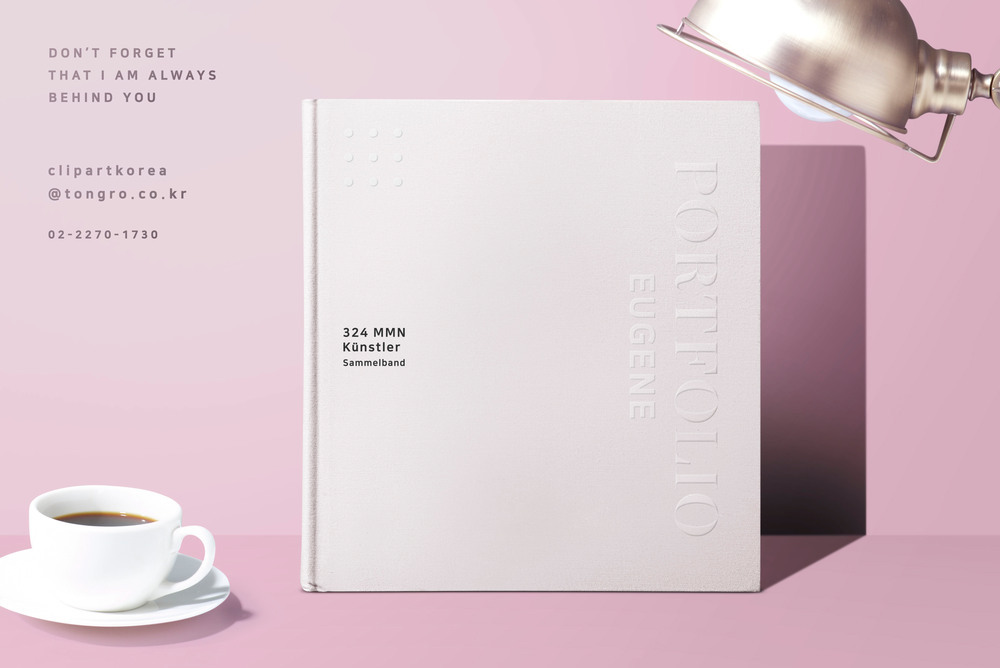 DON'T FORGET
THAT I AM ALWAYS
BEHIND YOU
clipartkorea
@tongro.co.kr
02-2270-1730
324 MMN
Künstler
Sammelband
PORTFOLIO
EUGENE